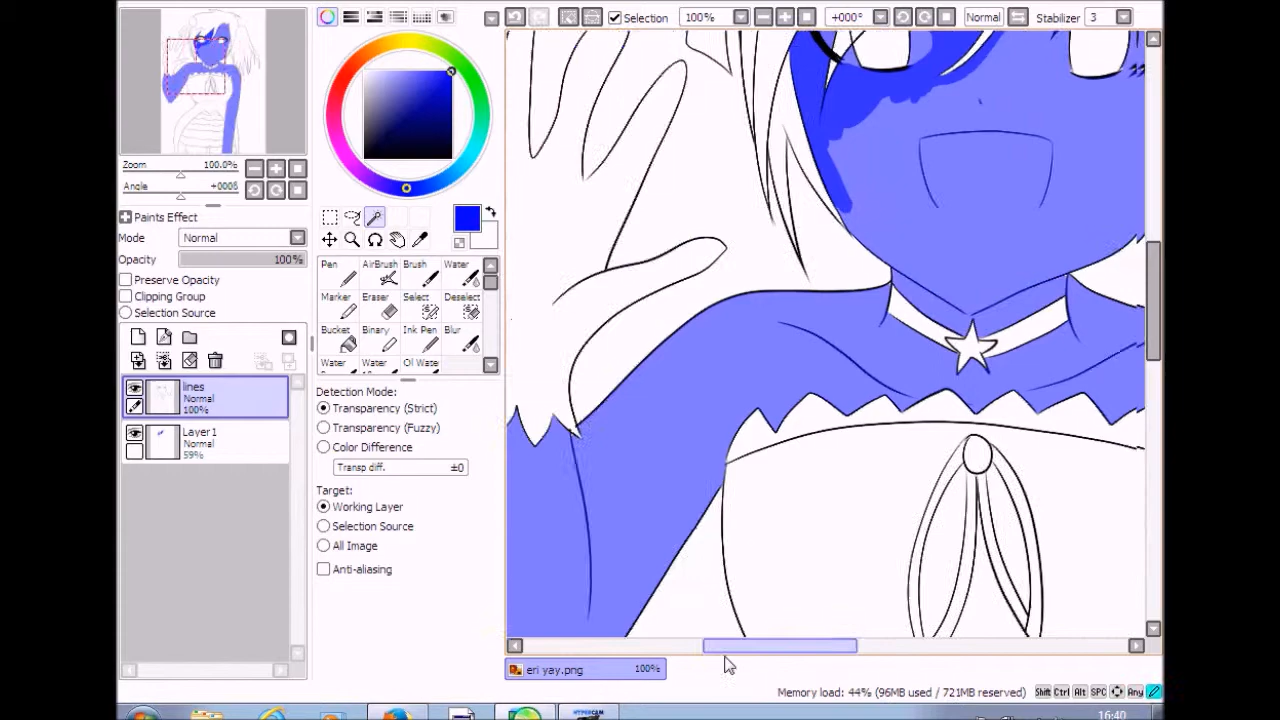 Selection 100% +000° Normal Stabilizer 3
Zoom 100.0%
Angle +0006
Paints Effect
Mode Normal
Opacity 100%
Preserve Opacity
Clipping Group
Selection Source
lines
Normal
100%
Layer1
Normal
59%
Pen AirBrush Brush Water
Marker Eraser Select Deselect
Bucket Binary Ink Pen Blur
Water Water Oil Wate
Detection Mode:
Transparency (Strict)
Transparency (Fuzzy)
Color Difference
Transp diff. ±0
Target:
Working Layer
Selection Source
All Image
Anti-aliasing
eri yay.png 100%
Memory load: 44% (96MB used / 721MB reserved) Shift Ctrl Alt SPC Any
HYPERCAM
16:40